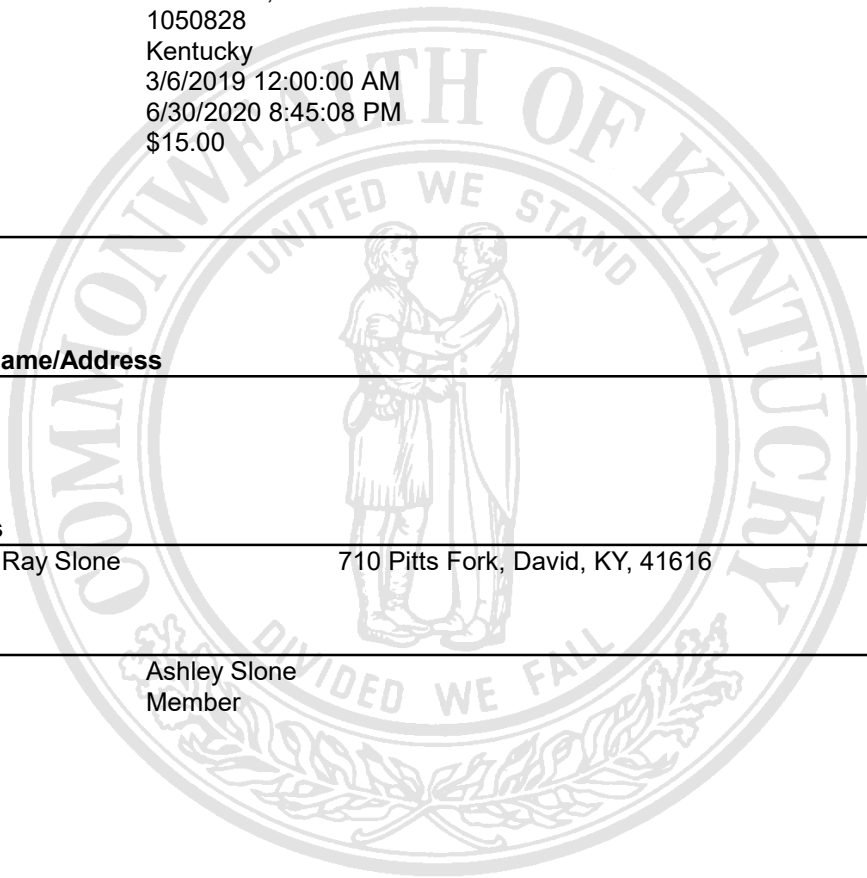 1050828
Kentucky
3/6/2019 12:00:00 AM
6/30/2020 8:45:08 PM
$15.00
COMMONWEALTH OF KENTUCKY
UNITED WE STAND
ame/Address
s
Ray Slone 710 Pitts Fork, David, KY, 41616
DIVIDED WE FALL
Ashley Slone
Member